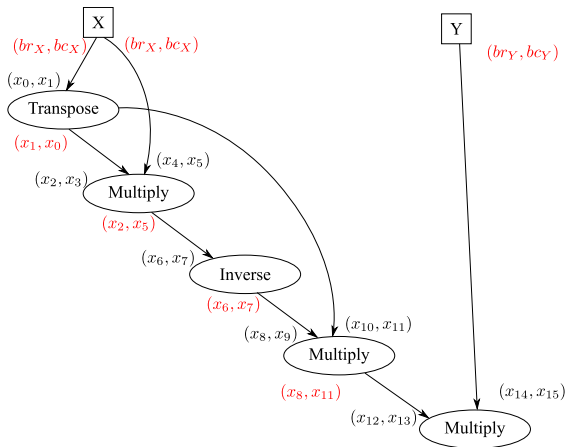 X
Y
(br_X, bc_X)
(br_X, bc_X)
(br_Y, bc_Y)
(x_0, x_1)
Transpose
(x_1, x_0)
(x_4, x_5)
(x_2, x_3)
Multiply
(x_2, x_5)
(x_6, x_7)
Inverse
(x_6, x_7)
(x_8, x_9)
(x_10, x_11)
Multiply
(x_8, x_11)
(x_14, x_15)
(x_12, x_13)
Multiply